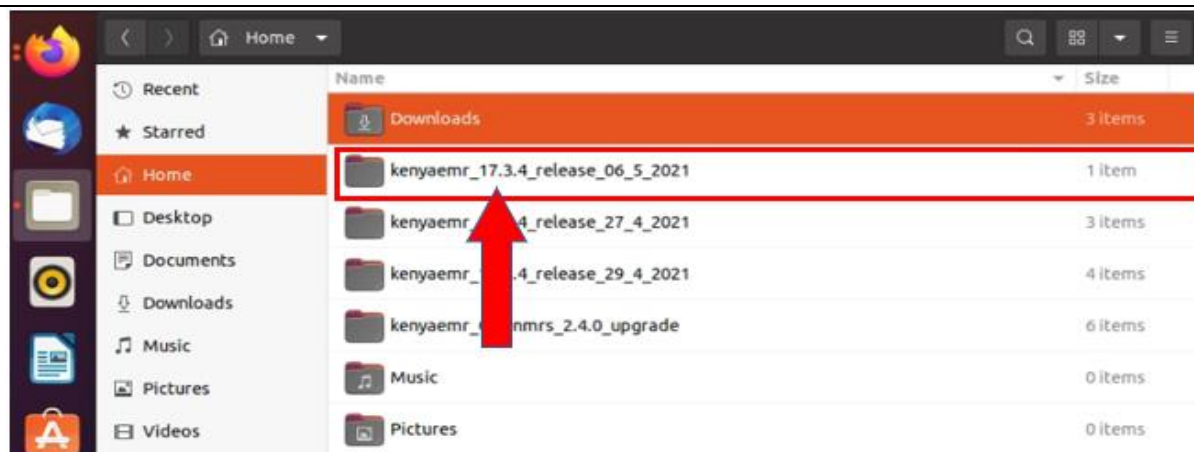 Home
Name Size
Recent
Starred
Home
Desktop
Documents
Downloads
Music
Pictures
Videos
Downloads 3 items
kenyaemr_17.3.4_release_06_5_2021 1 item
kenyaemr_ 4_release_27_4_2021 3 items
kenyaemr_ .4_release_29_4_2021 4 items
kenyaemr_ nmrs_2.4.0_upgrade 6 items
Music 0 items
Pictures 0 items